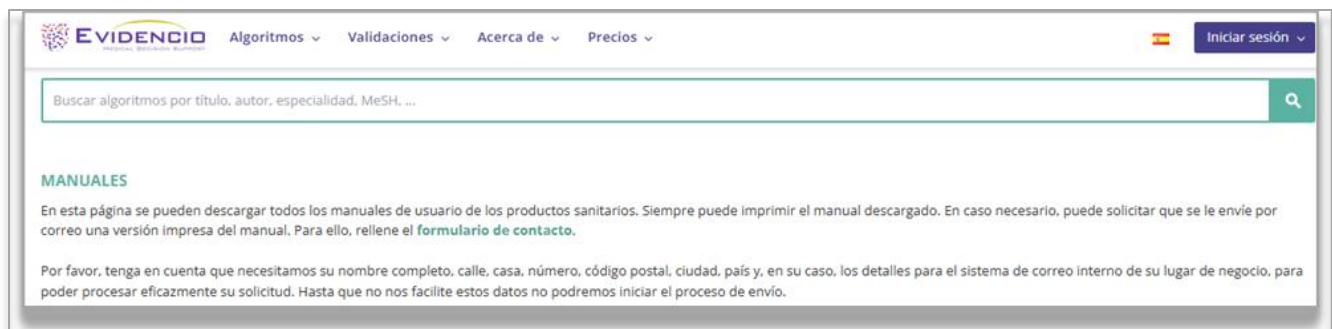 EVIDENCIO
MEDICAL DECISION SUPPORT
Algoritmos
Validaciones
Acerca de
Precios
Iniciar sesión
Buscar algoritmos por título, autor, especialidad, MeSH, ...
MANUALES
En esta página se pueden descargar todos los manuales de usuario de los productos sanitarios. Siempre puede imprimir el manual descargado. En caso necesario, puede solicitar que se le envíe por
correo una versión impresa del manual. Para ello, rellene el formulario de contacto.
Por favor, tenga en cuenta que necesitamos su nombre completo, calle, casa, número, código postal, ciudad, país y, en su caso, los detalles para el sistema de correo interno de su lugar de negocio, para
poder procesar eficazmente su solicitud. Hasta que no nos facilite estos datos no podremos iniciar el proceso de envío.